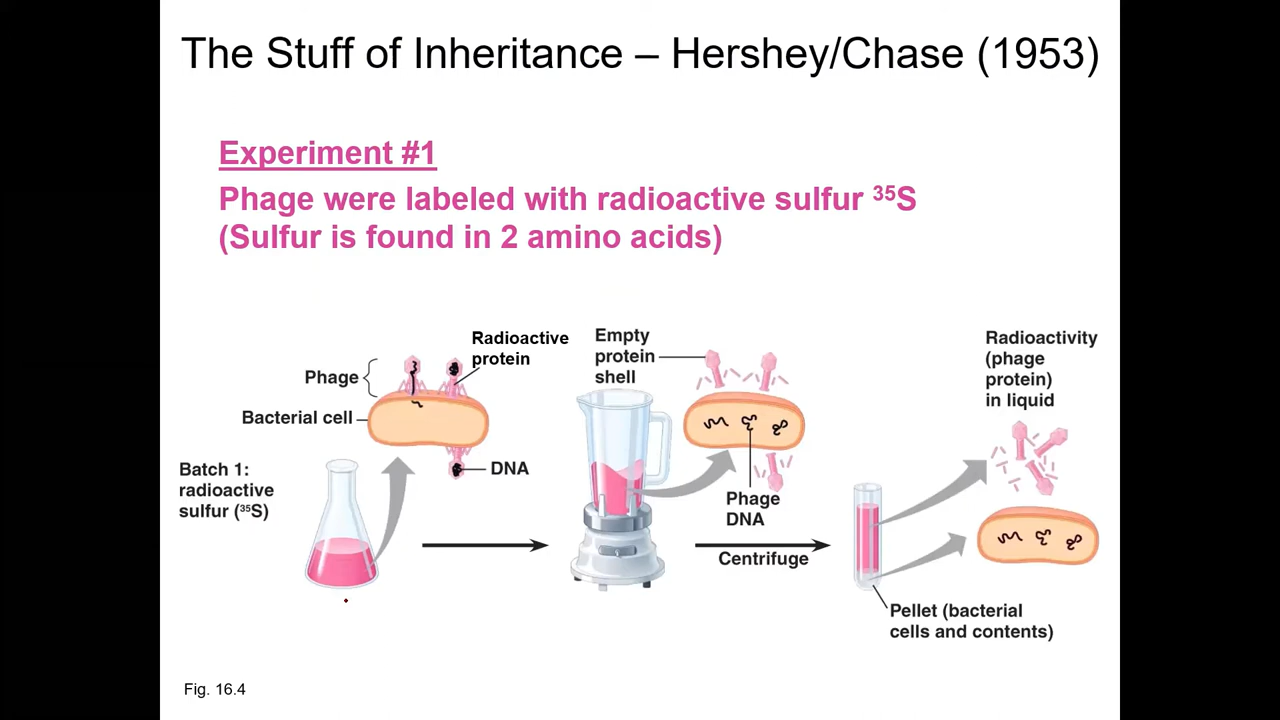 The Stuff of Inheritance – Hershey/Chase (1953)
Experiment #1
Phage were labeled with radioactive sulfur ³⁵S
(Sulfur is found in 2 amino acids)
Phage
Radioactive
protein
Bacterial cell
DNA
Batch 1:
radioactive
sulfur (³⁵S)
Empty
protein
shell
Phage
DNA
Centrifuge
Radioactivity
(phage
protein)
in liquid
Pellet (bacterial
cells and contents)
Fig. 16.4